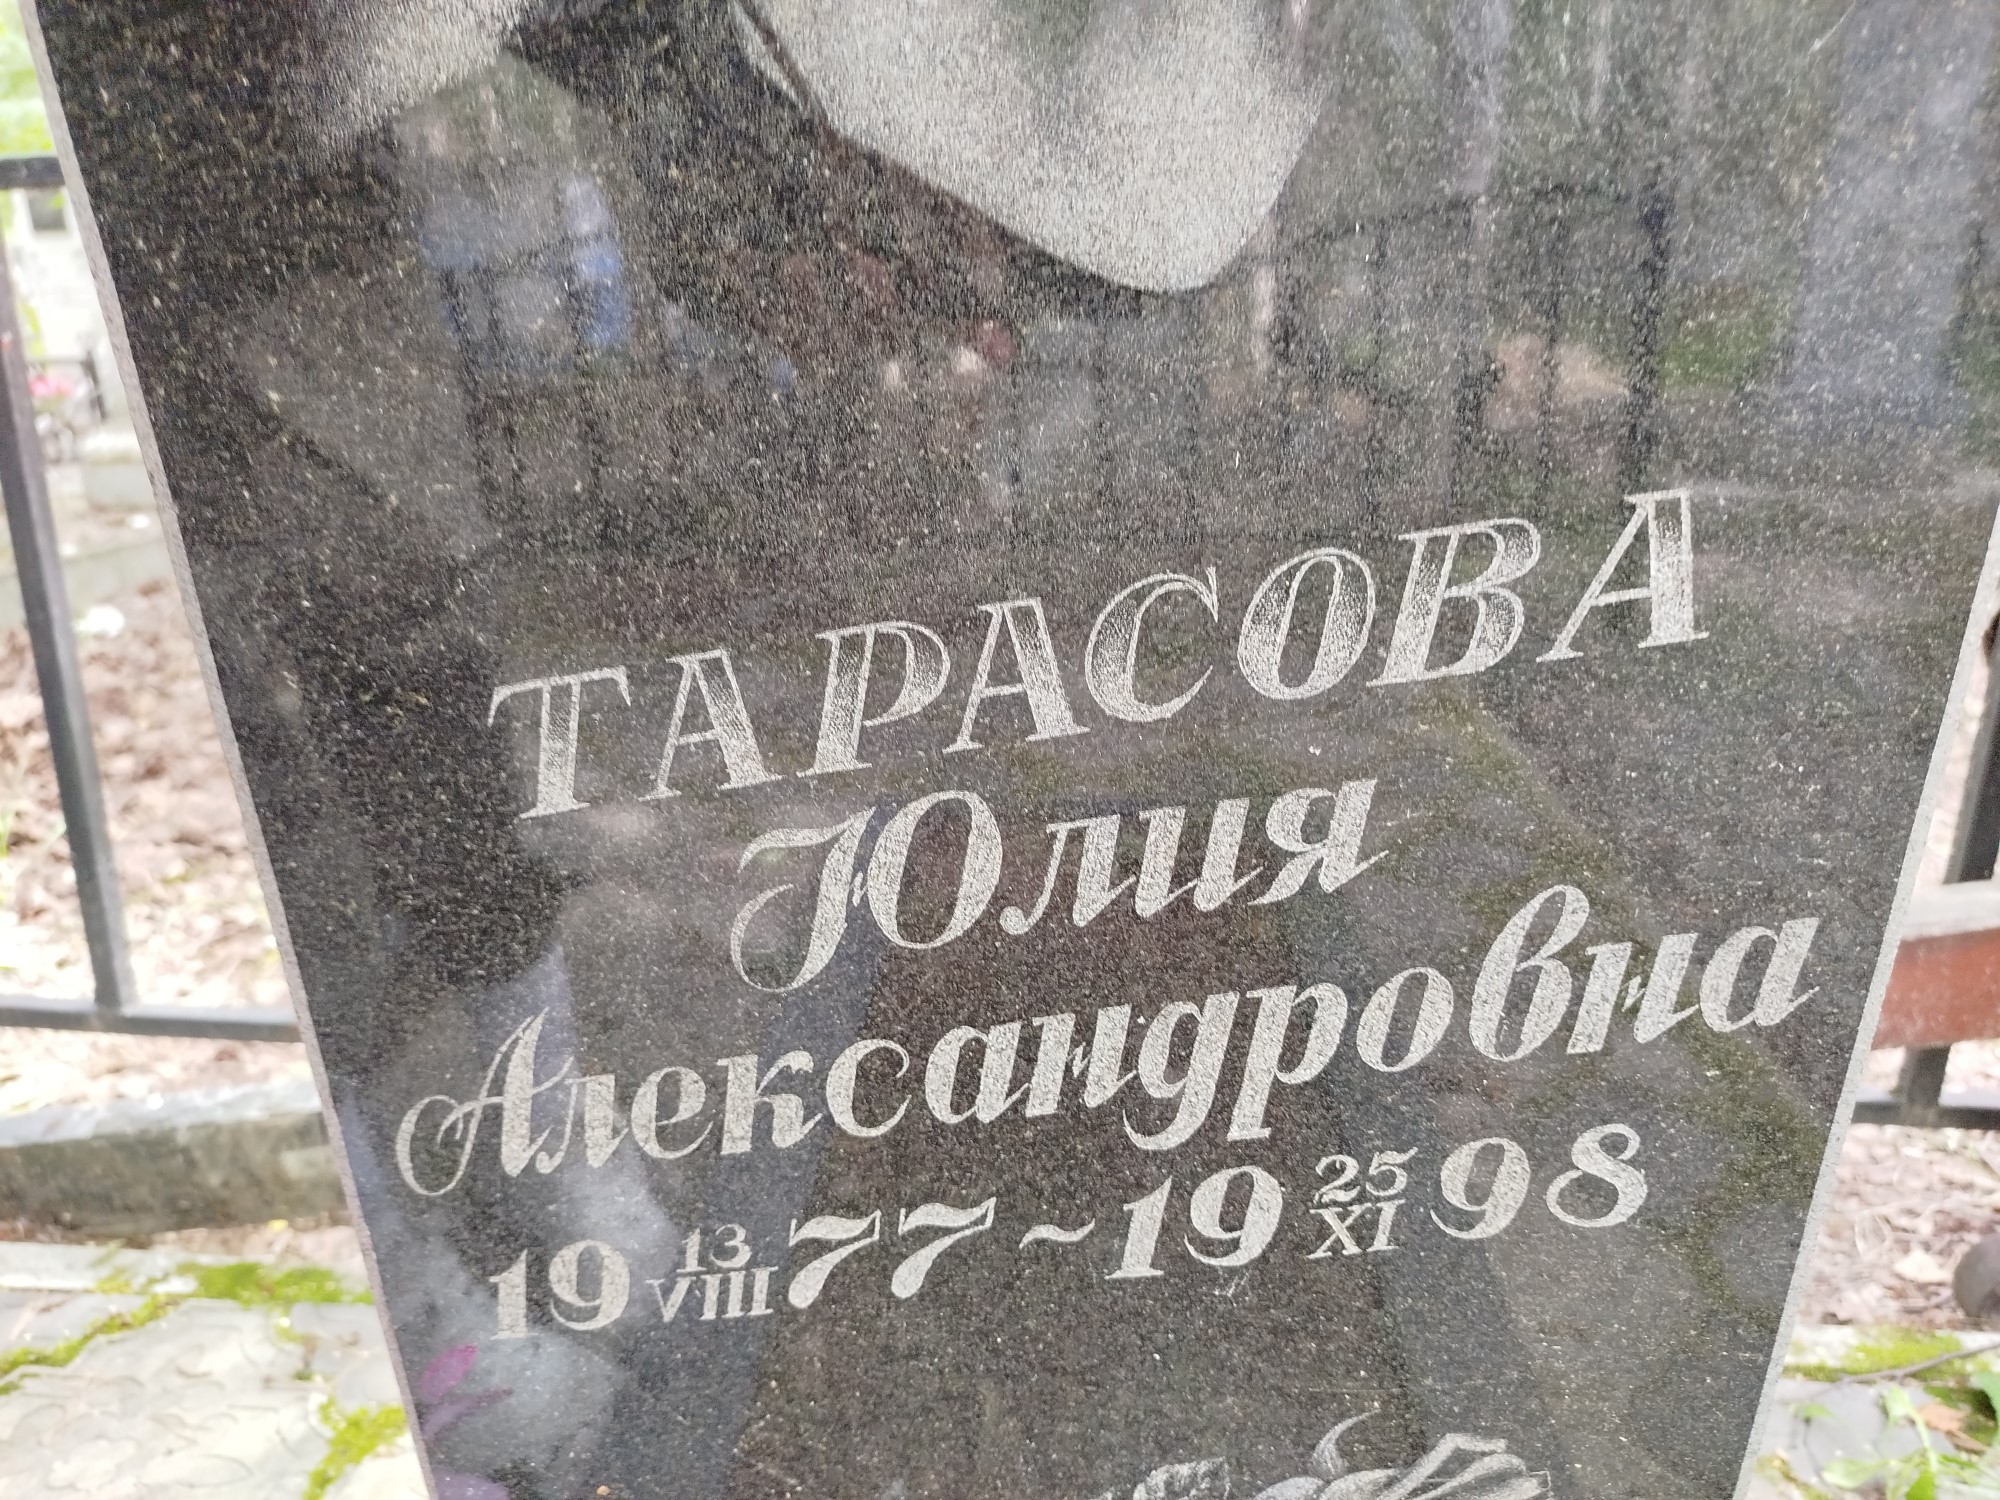 ТАРАСОВА
Юлия
Александровна
19 13/VIII 77 ~ 19 25/XI 98